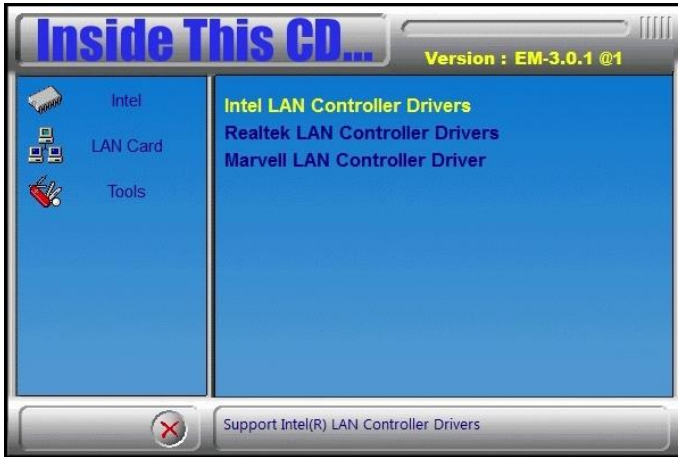 Inside This CD...
Version : EM-3.0.1 @1
Intel
LAN Card
Tools
Intel LAN Controller Drivers
Realtek LAN Controller Drivers
Marvell LAN Controller Driver
Support Intel(R) LAN Controller Drivers